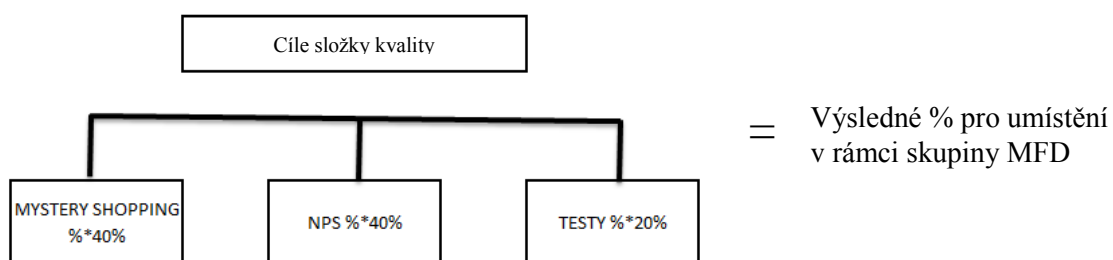 Cíle složky kvality
= Výsledné % pro umístění
v rámci skupiny MFD
MYSTERY SHOPPING
%*40%
NPS %*40%
TESTY %*20%